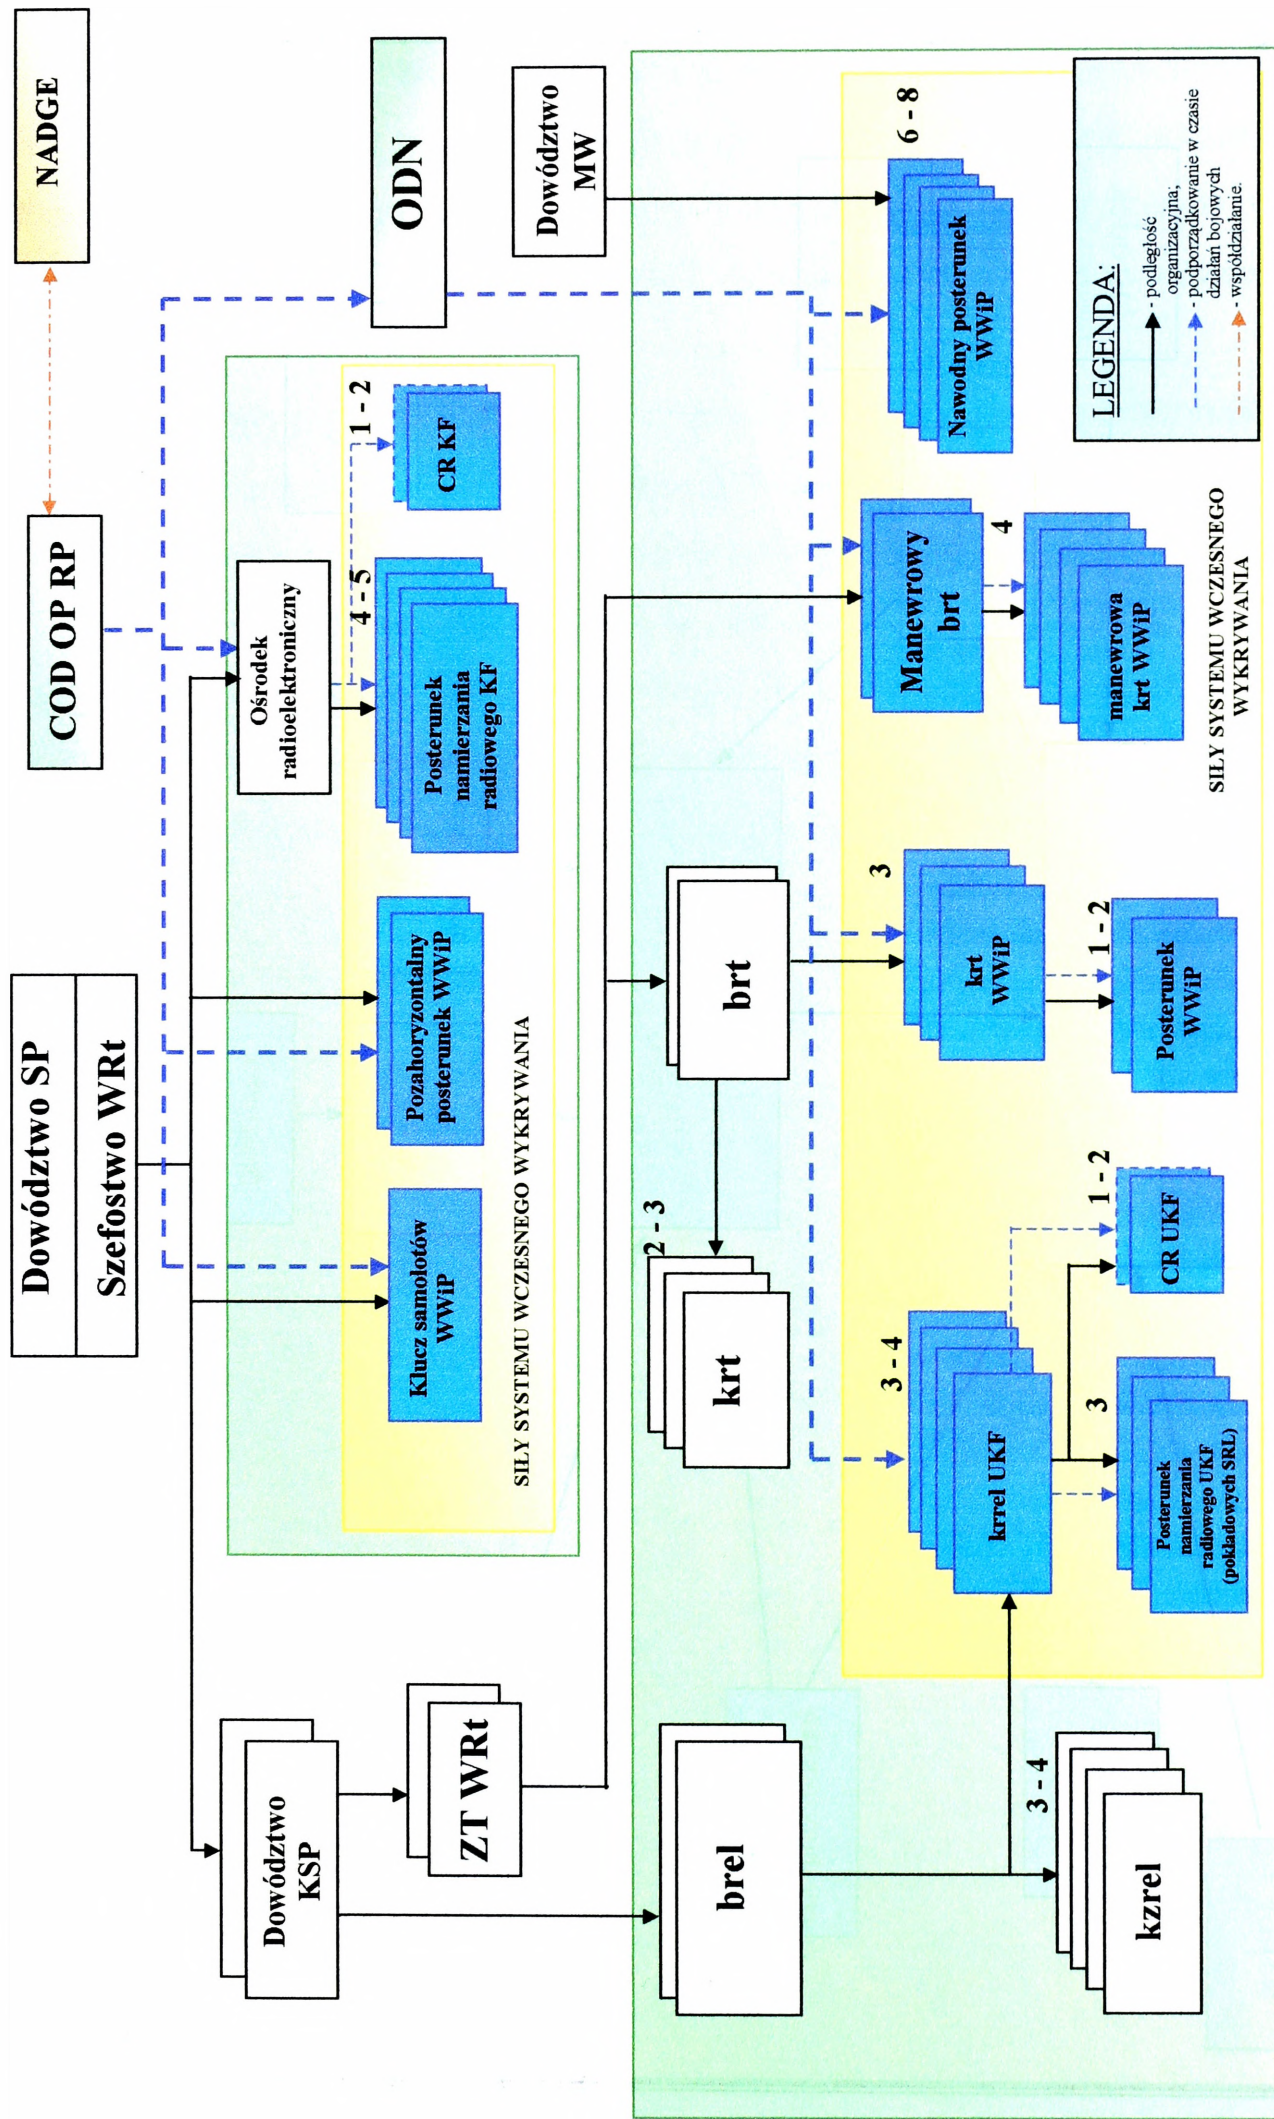 Dowództwo SP
Szefostwo WRt
COD OP RP
NADGE
Dowództwo
KSP
ZT WRt
Ośrodek
radioelektroniczny
ODN
Klucz samolotów
WWiP
Pozahoryzontalny
posterunek WWiP
4 - 5
Posterunek
namierzania
radiowego KF
1 - 2
CR KF
SILY SYSTEMU WCZESNEGO WYKRYWANIA
Dowództwo
MW
brel
2 - 3
krt
brt
3 - 4
kzrel
3 - 4
krrel UKF
3
Posterunek
namierzania
radiowego UKF
(pokładowych SRL)
1 - 2
CR UKF
3
krt
WWiP
1 - 2
Posterunek
WWiP
Manewrowy
brt
4
manewrowa
krt WWiP
6 - 8
Nawodny posterunek
WWiP
SILY SYSTEMU WCZESNEGO
WYKRYWANIA
LEGENDA:
- podległość
organizacyjna;
- podporządkowanie w czasie
działań bojowych
- współdziałanie.